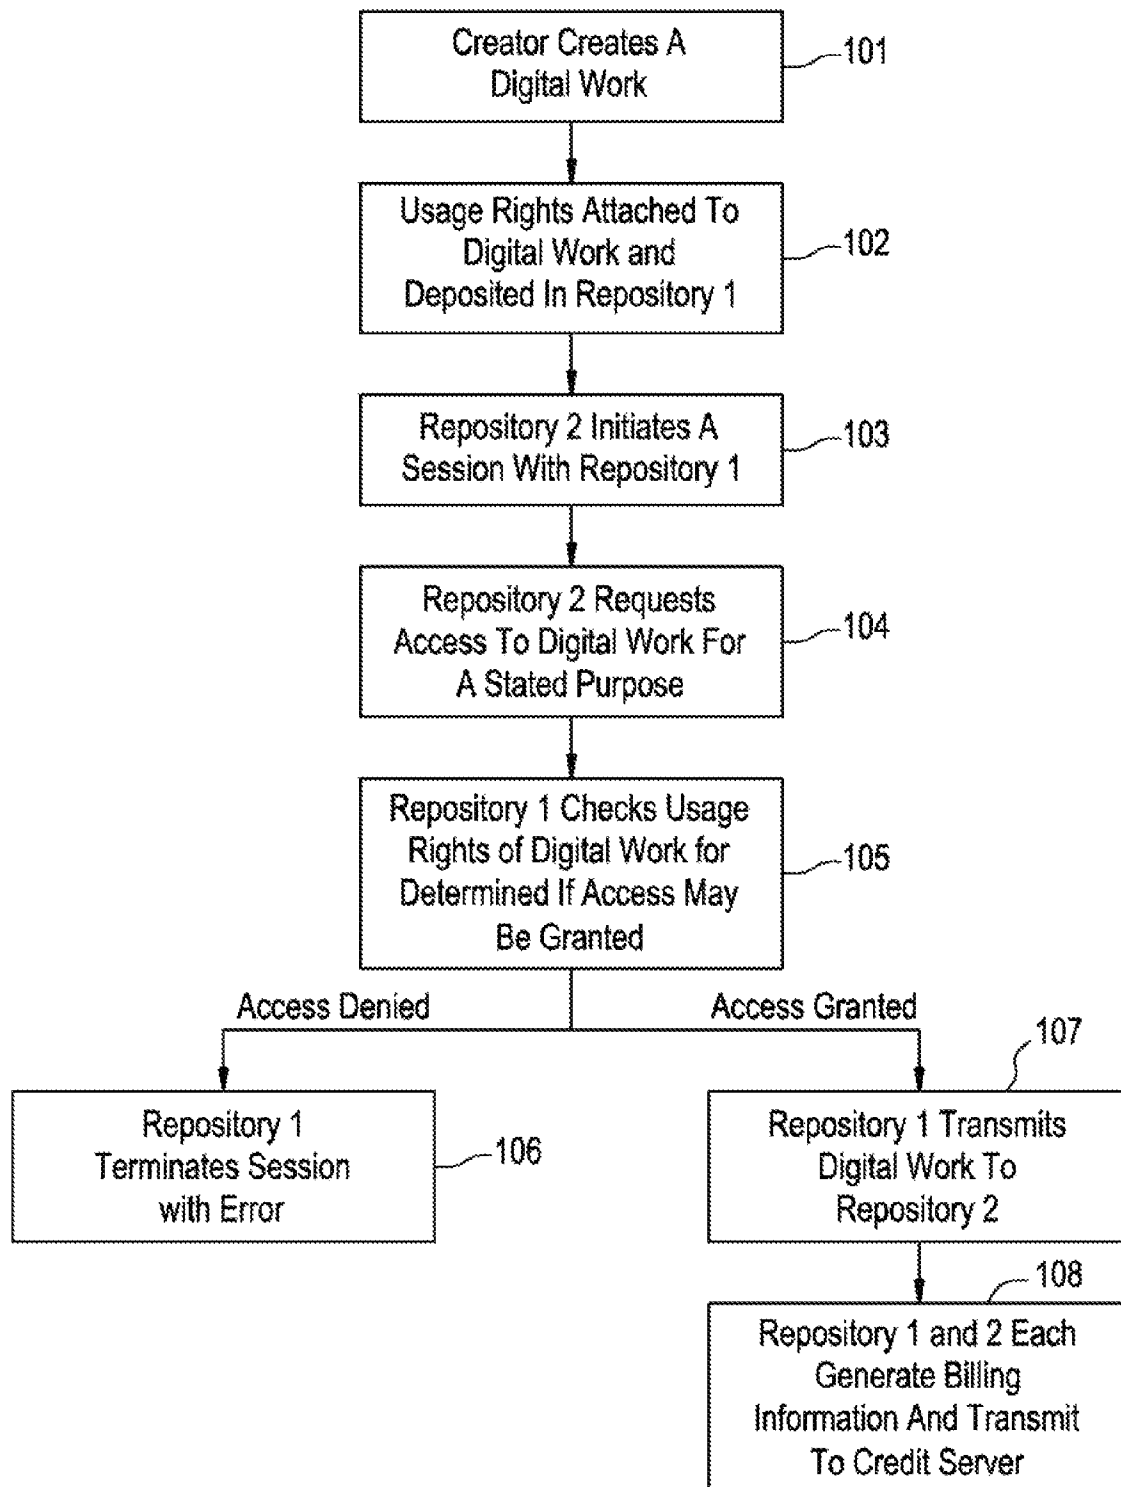 Creator Creates A
Digital Work
101
Usage Rights Attached To
Digital Work and
Deposited In Repository 1
102
Repository 2 Initiates A
Session With Repository 1
103
Repository 2 Requests
Access To Digital Work For
A Stated Purpose
104
Repository 1 Checks Usage
Rights of Digital Work for
Determined If Access May
Be Granted
105
Access Denied
Access Granted
Repository 1
Terminates Session
with Error
106
107
Repository 1 Transmits
Digital Work To
Repository 2
108
Repository 1 and 2 Each
Generate Billing
Information And Transmit
To Credit Server